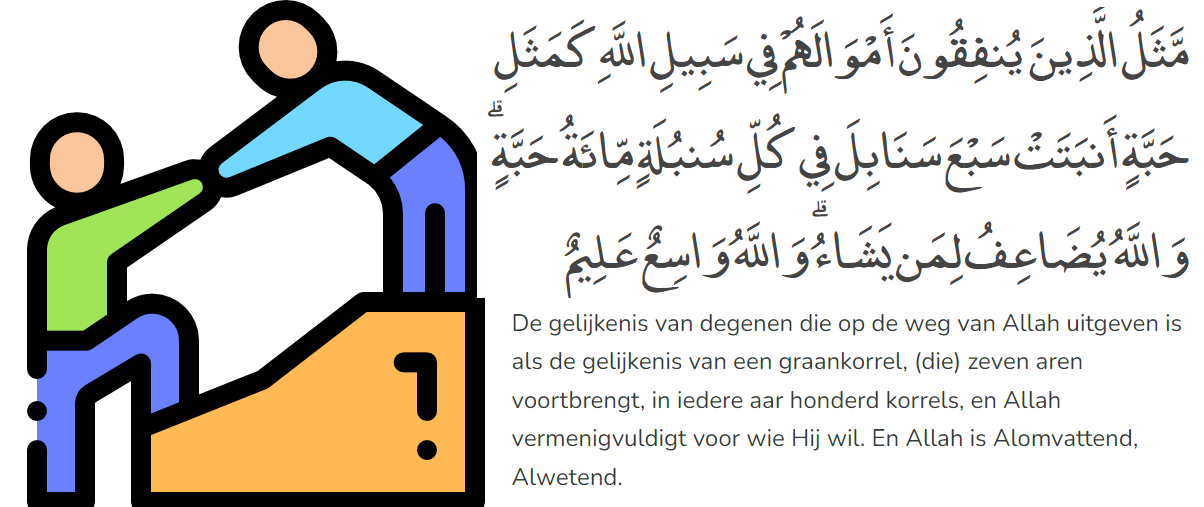 مَّثَلُ الَّذِينَ يُنفِقُونَ أَمْوَالَهُمْ فِي سَبِيلِ اللَّهِ كَمَثَلِ
حَبَّةٍ أَنبَتَتْ سَبْعَ سَنَابِلَ فِي كُلِّ سُنبُلَةٍ مِّائَةُ حَبَّةٍ ۗ
وَاللَّهُ يُضَاعِفُ لِمَن يَشَاءُ ۗ وَاللَّهُ وَاسِعٌ عَلِيمٌ
De gelijkenis van degenen die op de weg van Allah uitgeven is
als de gelijkenis van een graankorrel, (die) zeven aren
voortbrengt, in iedere aar honderd korrels, en Allah
vermenigvuldigt voor wie Hij wil. En Allah is Alomvattend,
Alwetend.